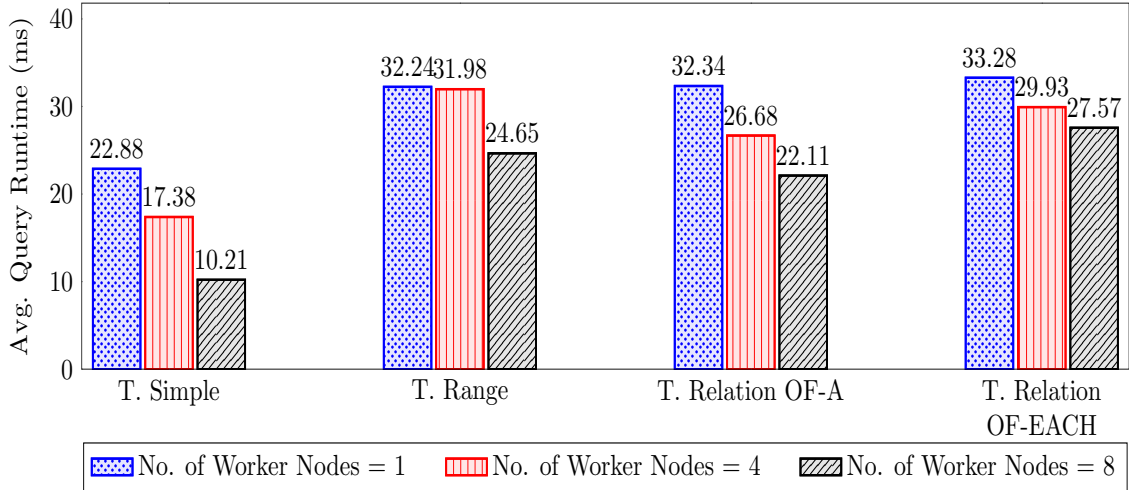 Avg. Query Runtime (ms)
40
30
20
10
0
22.88
17.38
10.21
32.24
31.98
24.65
32.34
26.68
22.11
33.28
29.93
27.57
T. Simple
T. Range
T. Relation OF-A
T. Relation
OF-EACH
No. of Worker Nodes = 1
No. of Worker Nodes = 4
No. of Worker Nodes = 8